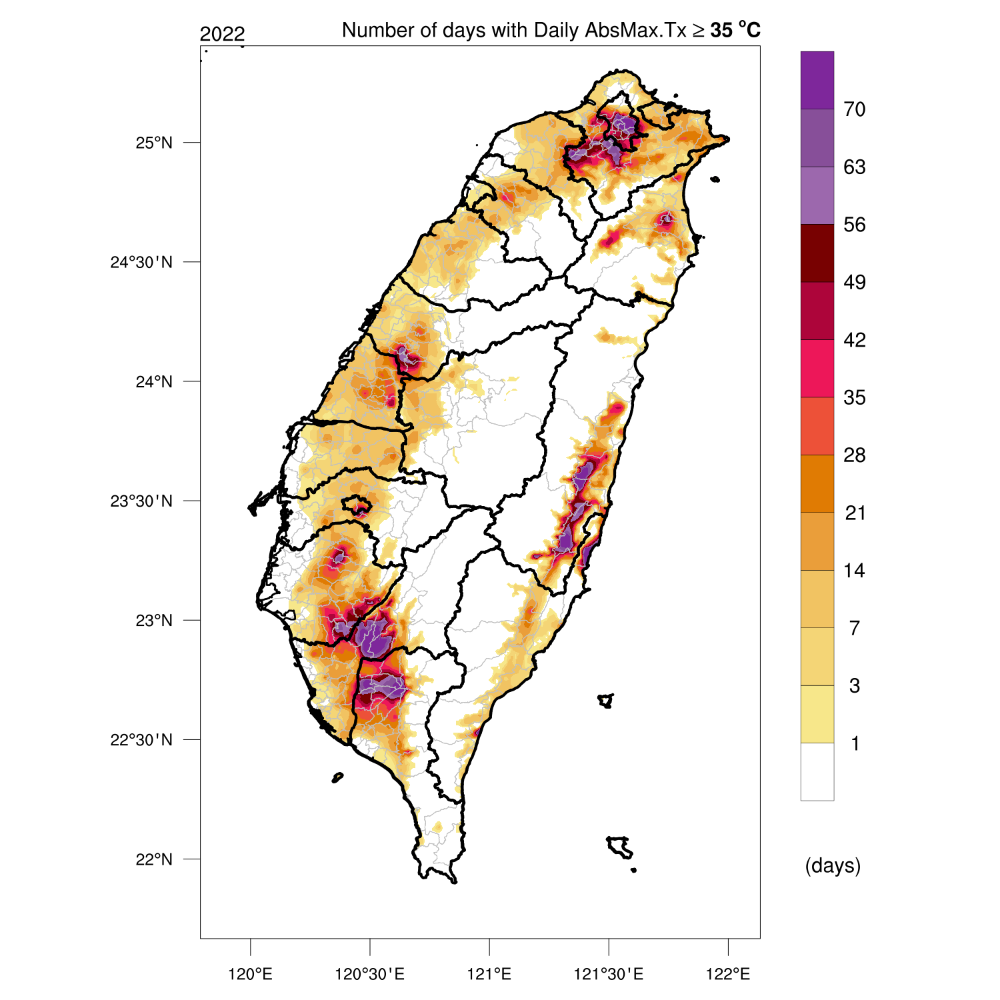 2022
Number of days with Daily AbsMax.Tx ≥ 35 °C
25°N
24°30'N
24°N
23°30'N
23°N
22°30'N
22°N
120°E
120°30'E
121°E
121°30'E
122°E
70
63
56
49
42
35
28
21
14
7
3
1
(days)